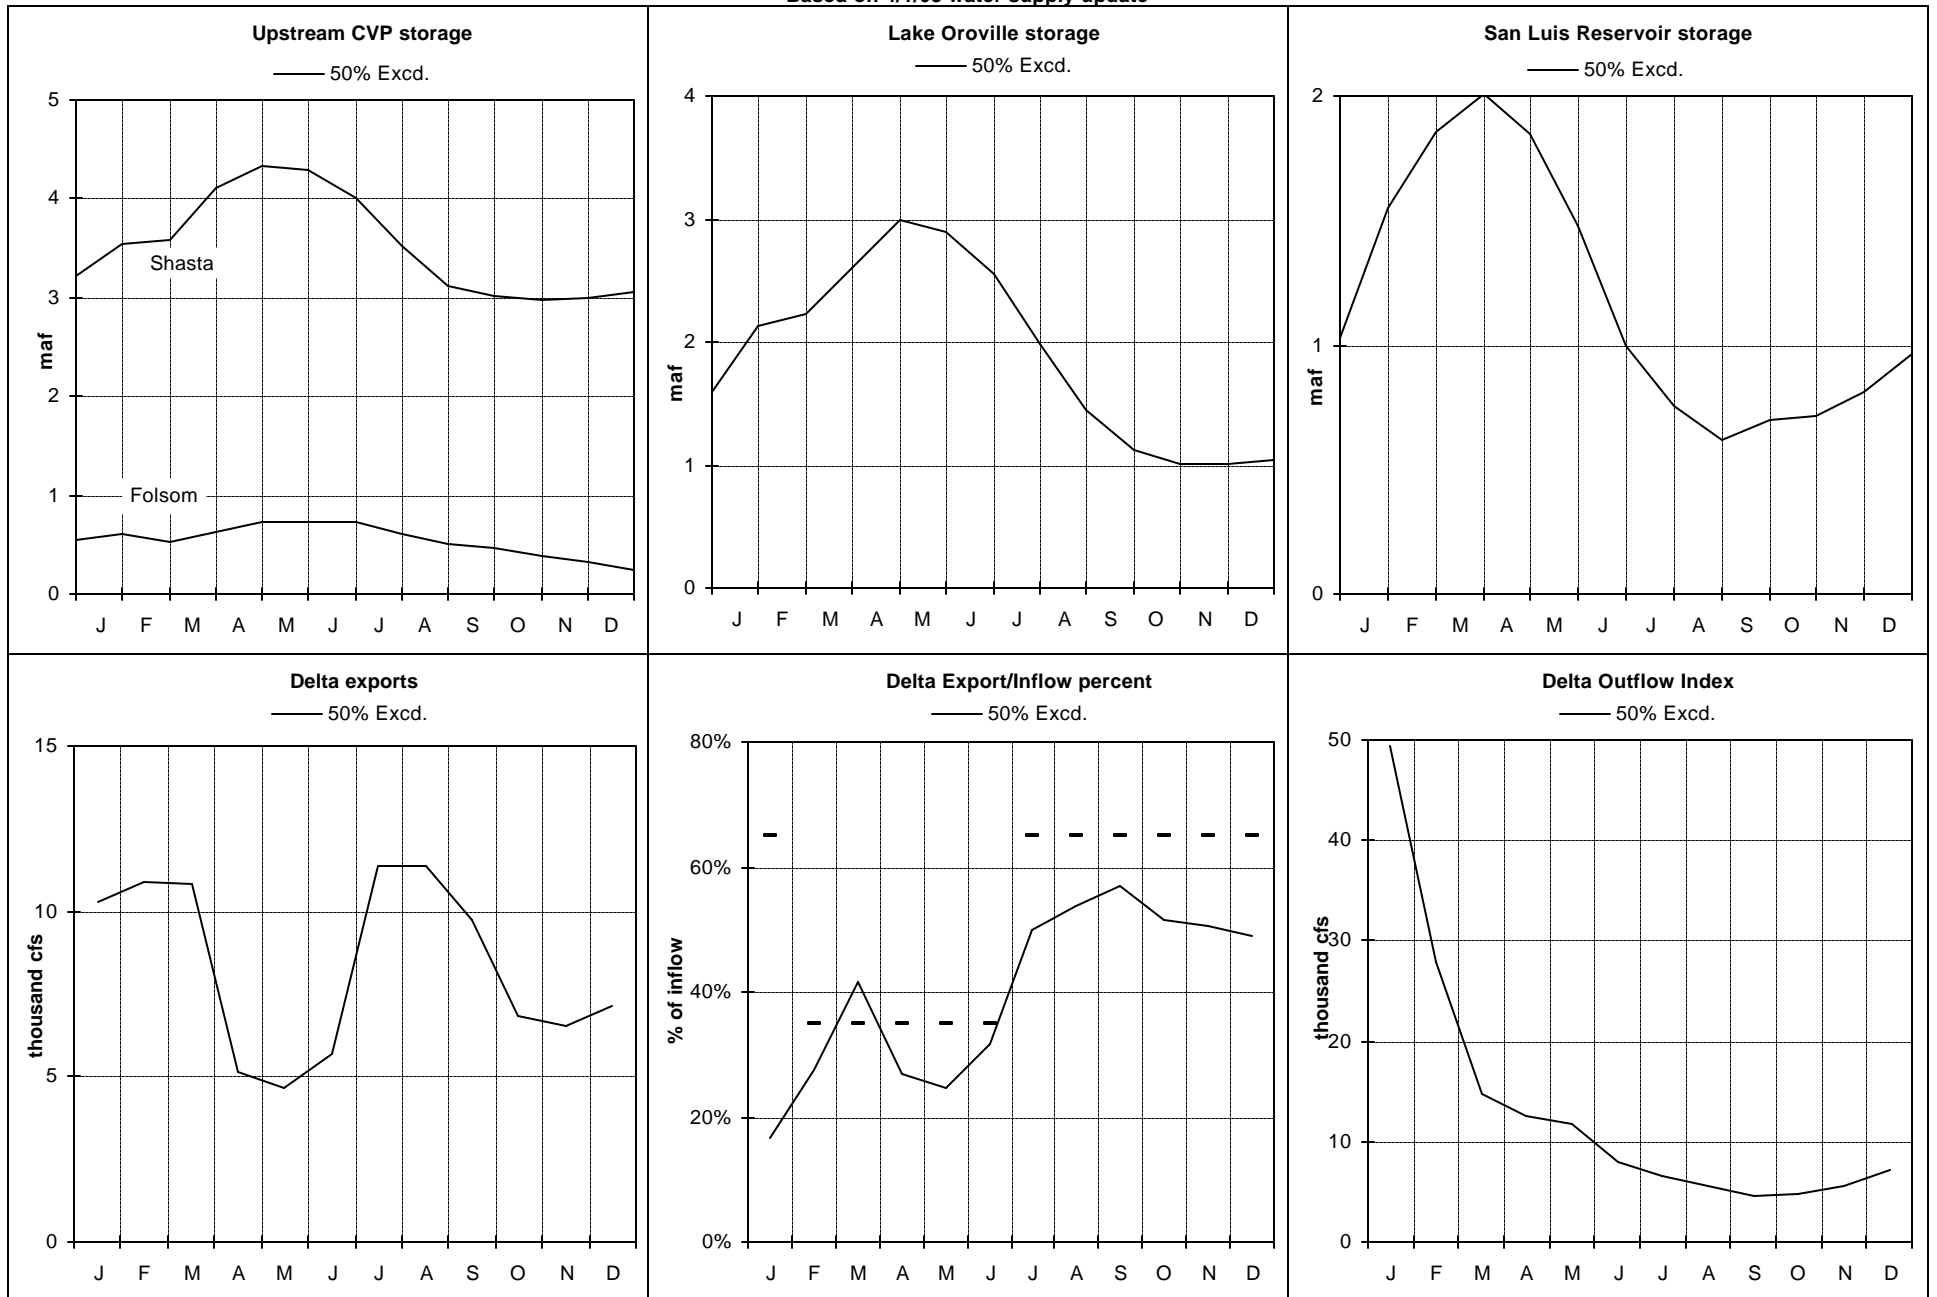 water supply update
Upstream CVP storage
50% Excd.
5
4
3
2
1
0
maf
Shasta
Folsom
J F M A M J J A S O N D
Lake Oroville storage
50% Excd.
4
3
2
1
0
maf
J F M A M J J A S O N D
San Luis Reservoir storage
50% Excd.
2
1
0
maf
J F M A M J J A S O N D
Delta exports
50% Excd.
15
10
5
0
thousand cfs
J F M A M J J A S O N D
Delta Export/Inflow percent
50% Excd.
80%
60%
40%
20%
0%
% of inflow
J F M A M J J A S O N D
Delta Outflow Index
50% Excd.
50
40
30
20
10
0
thousand cfs
J F M A M J J A S O N D